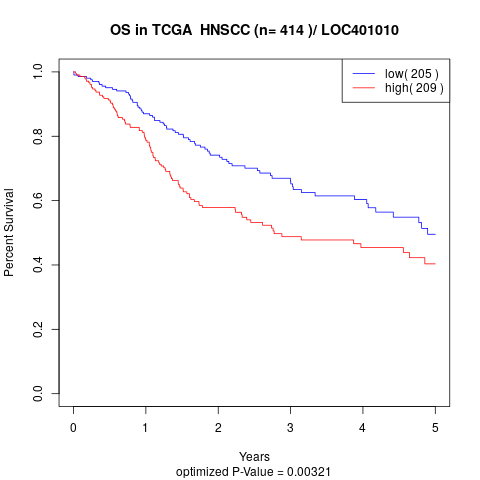 OS in TCGA  HNSCC (n= 414 )/ LOC401010
low( 205 )
high( 209 )
Percent Survival
1.0
0.8
0.6
0.4
0.2
0.0
0 1 2 3 4 5
Years
optimized P-Value = 0.00321